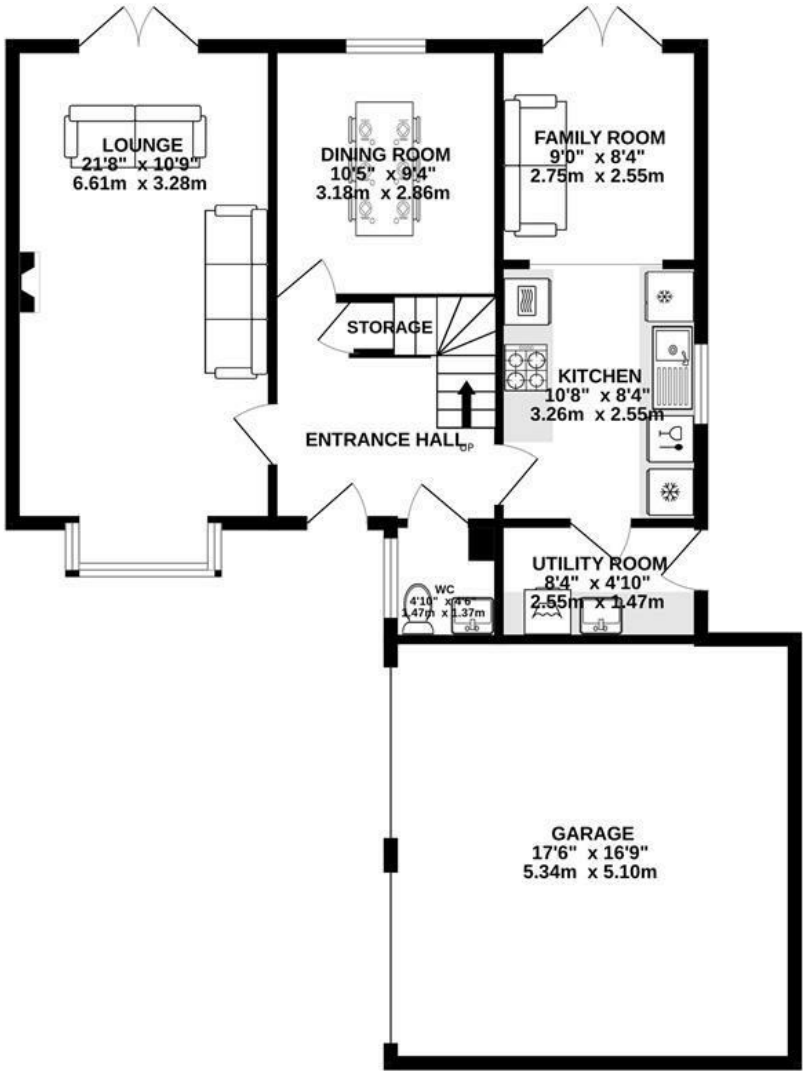 LOUNGE
21'8" x 10'9"
6.61m x 3.28m
DINING ROOM
10'5" x 9'4"
3.18m x 2.86m
FAMILY ROOM
9'0" x 8'4"
2.75m x 2.55m
STORAGE
KITCHEN
10'8" x 8'4"
3.26m x 2.55m
ENTRANCE HALL
UP
UTILITY ROOM
8'4" x 4'10"
2.55m x 1.47m
WC
4'10" x 4'6"
1.47m x 1.37m
GARAGE
17'6" x 16'9"
5.34m x 5.10m